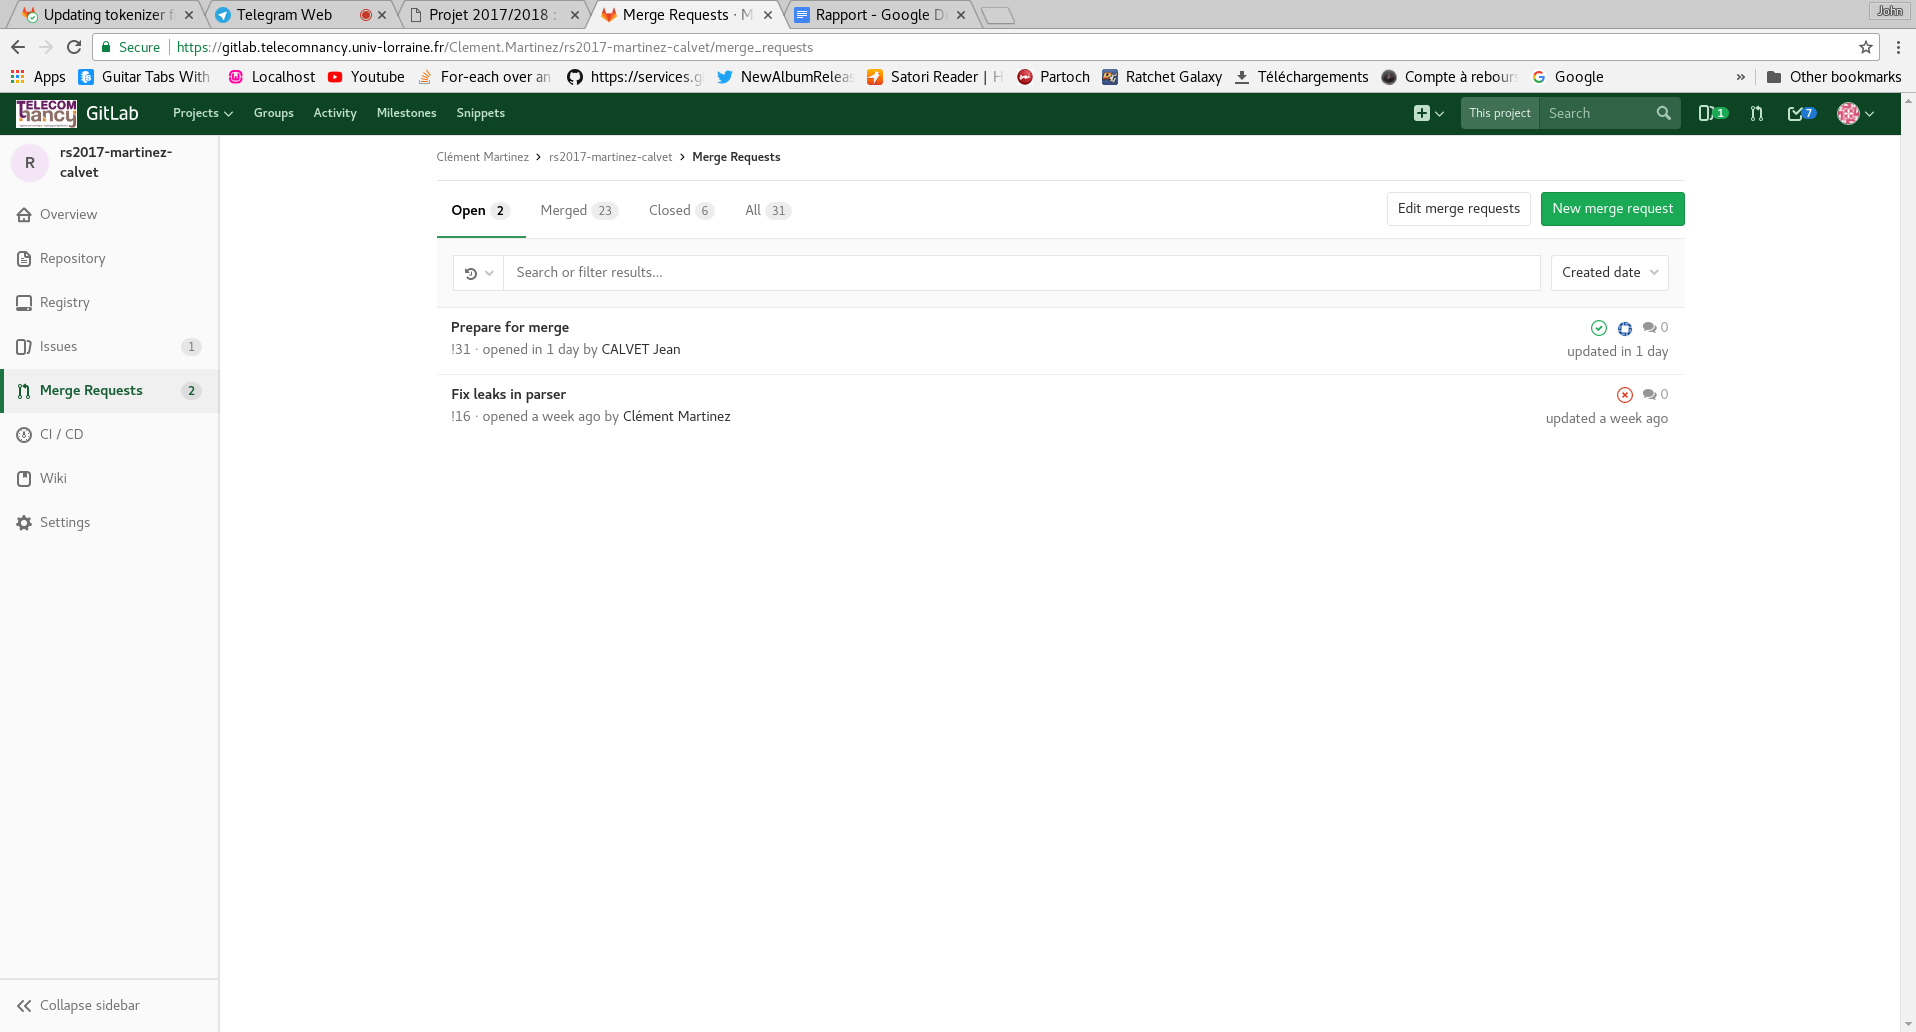 Updating tokenizer f
Telegram Web
Projet 2017/2018 :
Merge Requests · M
Rapport - Google D
John
Secure
https://gitlab.telecomnancy.univ-lorraine.fr/Clement.Martinez/rs2017-martinez-calvet/merge_requests
Apps
Guitar Tabs With
Localhost
Youtube
For-each over an
https://services.g
NewAlbumReleas
Satori Reader | H
Partoch
Ratchet Galaxy
Téléchargements
Compte à rebours
Google
»
Other bookmarks
TELECOM
nancy
GitLab
Projects
Groups
Activity
Milestones
Snippets
This project
Search
1
7
R
rs2017-martinez-
calvet
Overview
Repository
Registry
Issues 1
Merge Requests 2
CI / CD
Wiki
Settings
Collapse sidebar
Clément Martinez > rs2017-martinez-calvet > Merge Requests
Open 2
Merged 23
Closed 6
All 31
Edit merge requests
New merge request
Search or filter results...
Created date
Prepare for merge
0
!31 · opened in 1 day by CALVET Jean
updated in 1 day
Fix leaks in parser
0
!16 · opened a week ago by Clément Martinez
updated a week ago